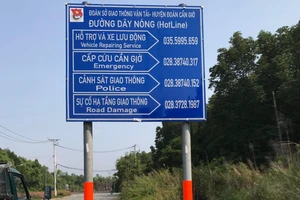 ĐOÀN SỞ GIAO THÔNG VẬN TẢI - HUYỆN ĐOÀN CẦN GIỜ
ĐƯỜNG DÂY NÓNG (HotLine)
HỖ TRỢ VÀ XE LƯU ĐỘNG 035.5995.659
Vehicle Repairing Service
CẤP CỨU CẦN GIỜ 028.38740.317
Emergency
CẢNH SÁT GIAO THÔNG 028.38740.152
Police
SỰ CỐ HẠ TẦNG GIAO THÔNG 028.3728.1987
Road Damage